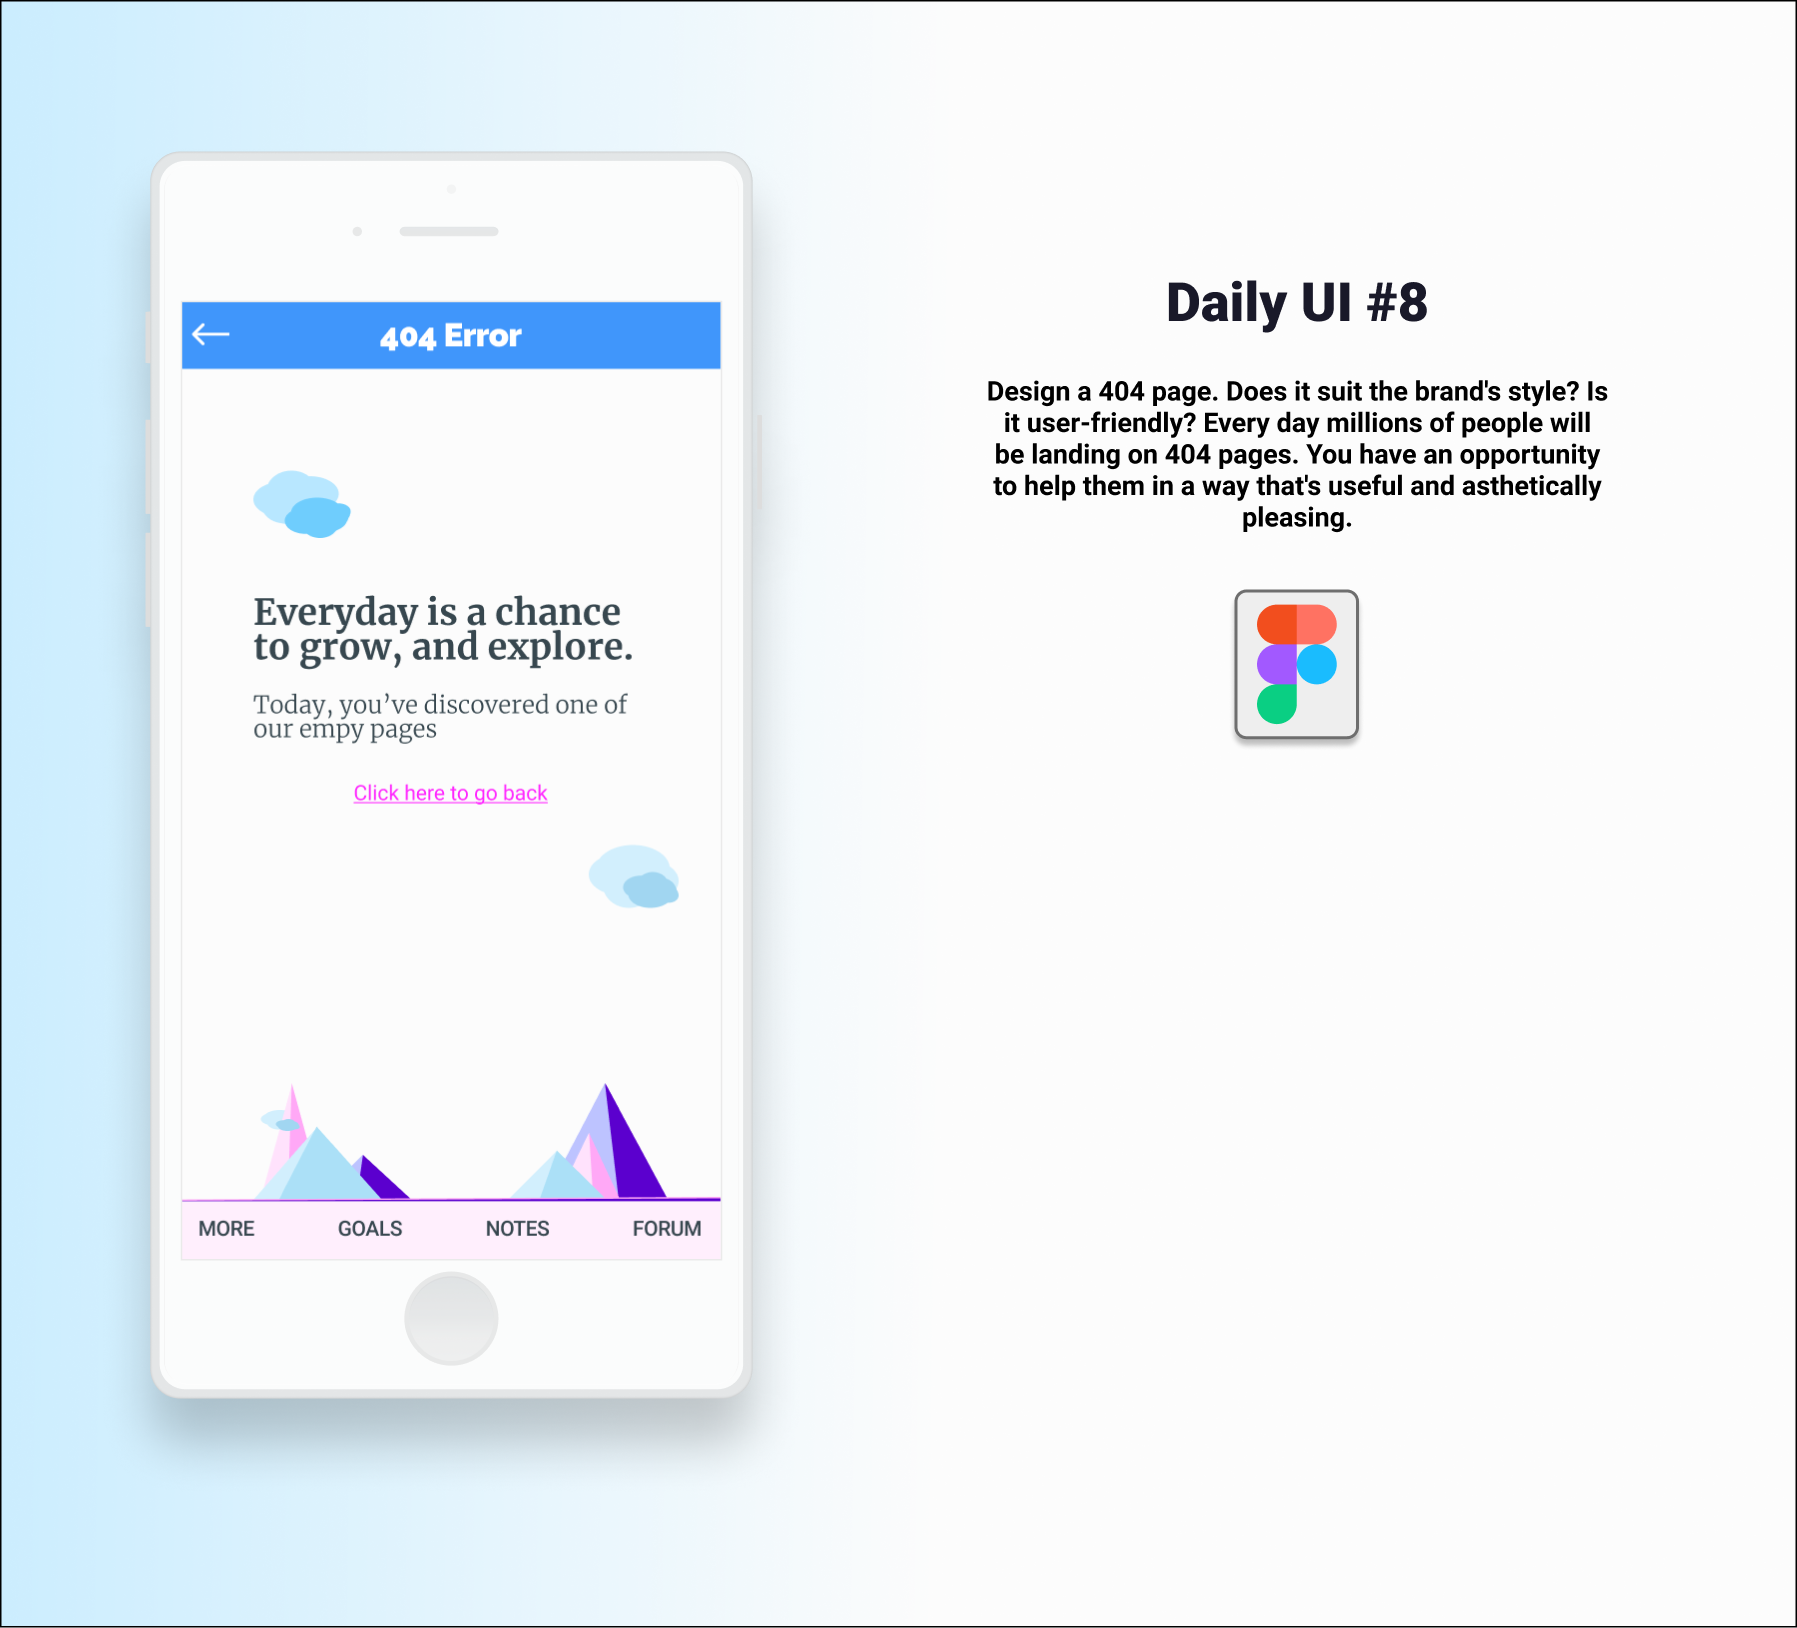 404 Error
Everyday is a chance
to grow, and explore.
Today, you’ve discovered one of
our empy pages
Click here to go back
MORE GOALS NOTES FORUM
Daily UI #8
Design a 404 page. Does it suit the brand's style? Is
it user-friendly? Every day millions of people will
be landing on 404 pages. You have an opportunity
to help them in a way that's useful and asthetically
pleasing.